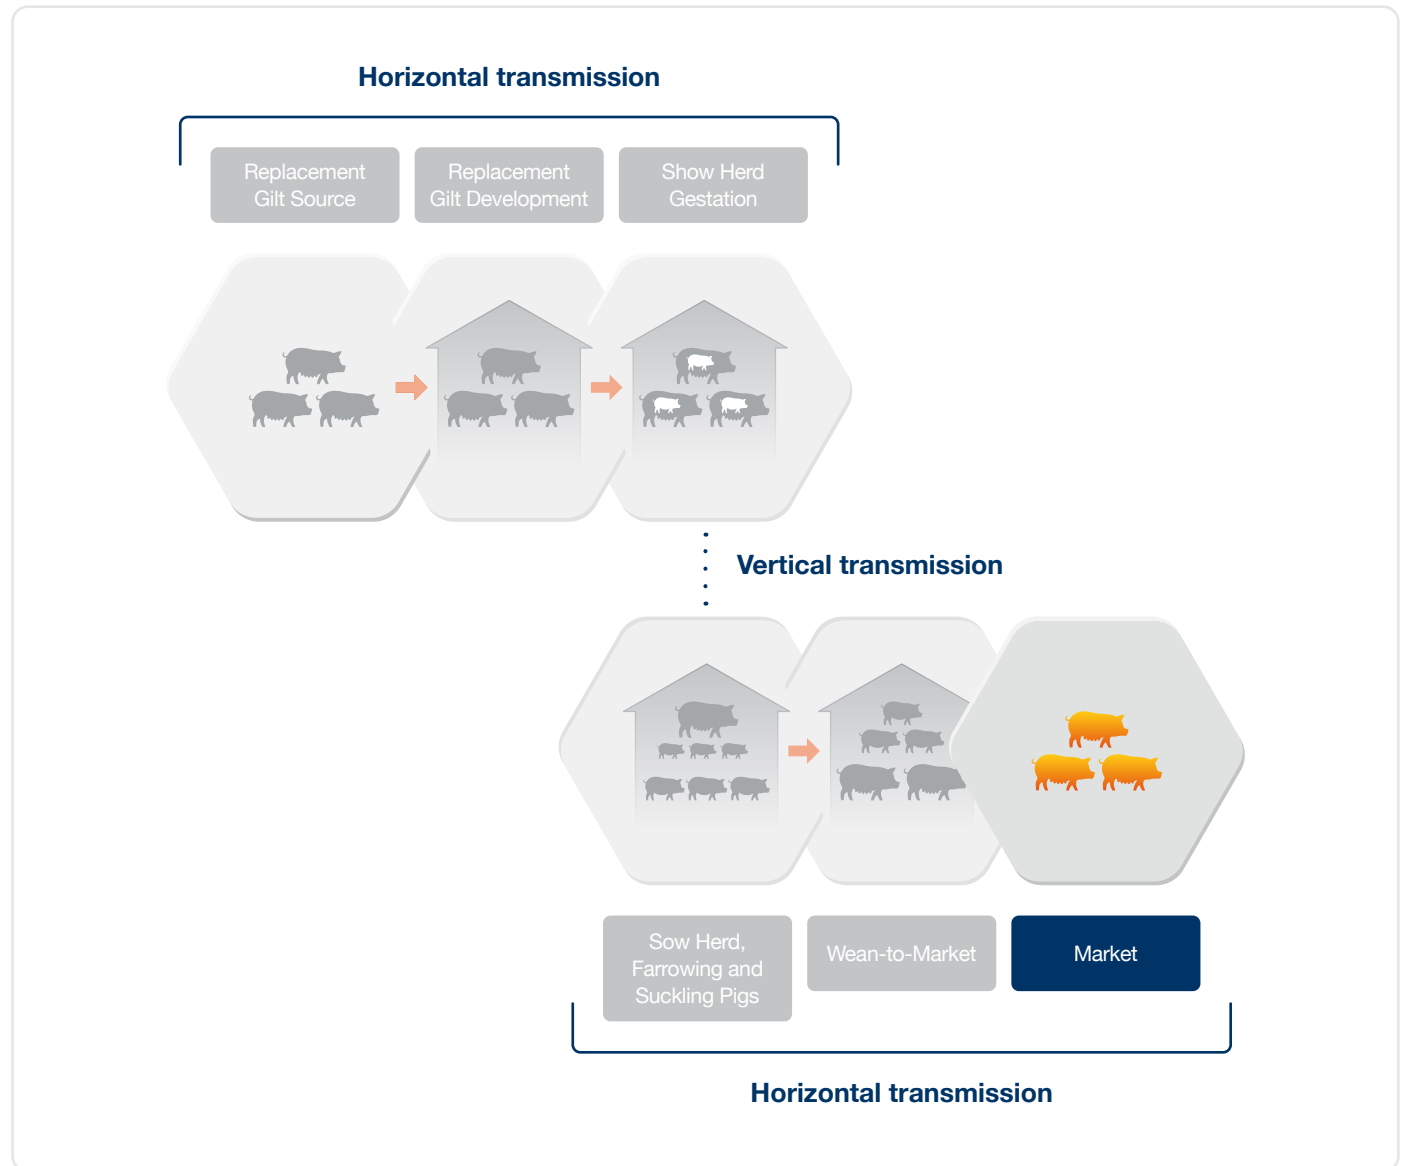 Horizontal transmission
Replacement
Gilt Source
Replacement
Gilt Development
Show Herd
Gestation
Vertical transmission
Sow Herd,
Farrowing and
Suckling Pigs
Wean-to-Market
Market
Horizontal transmission